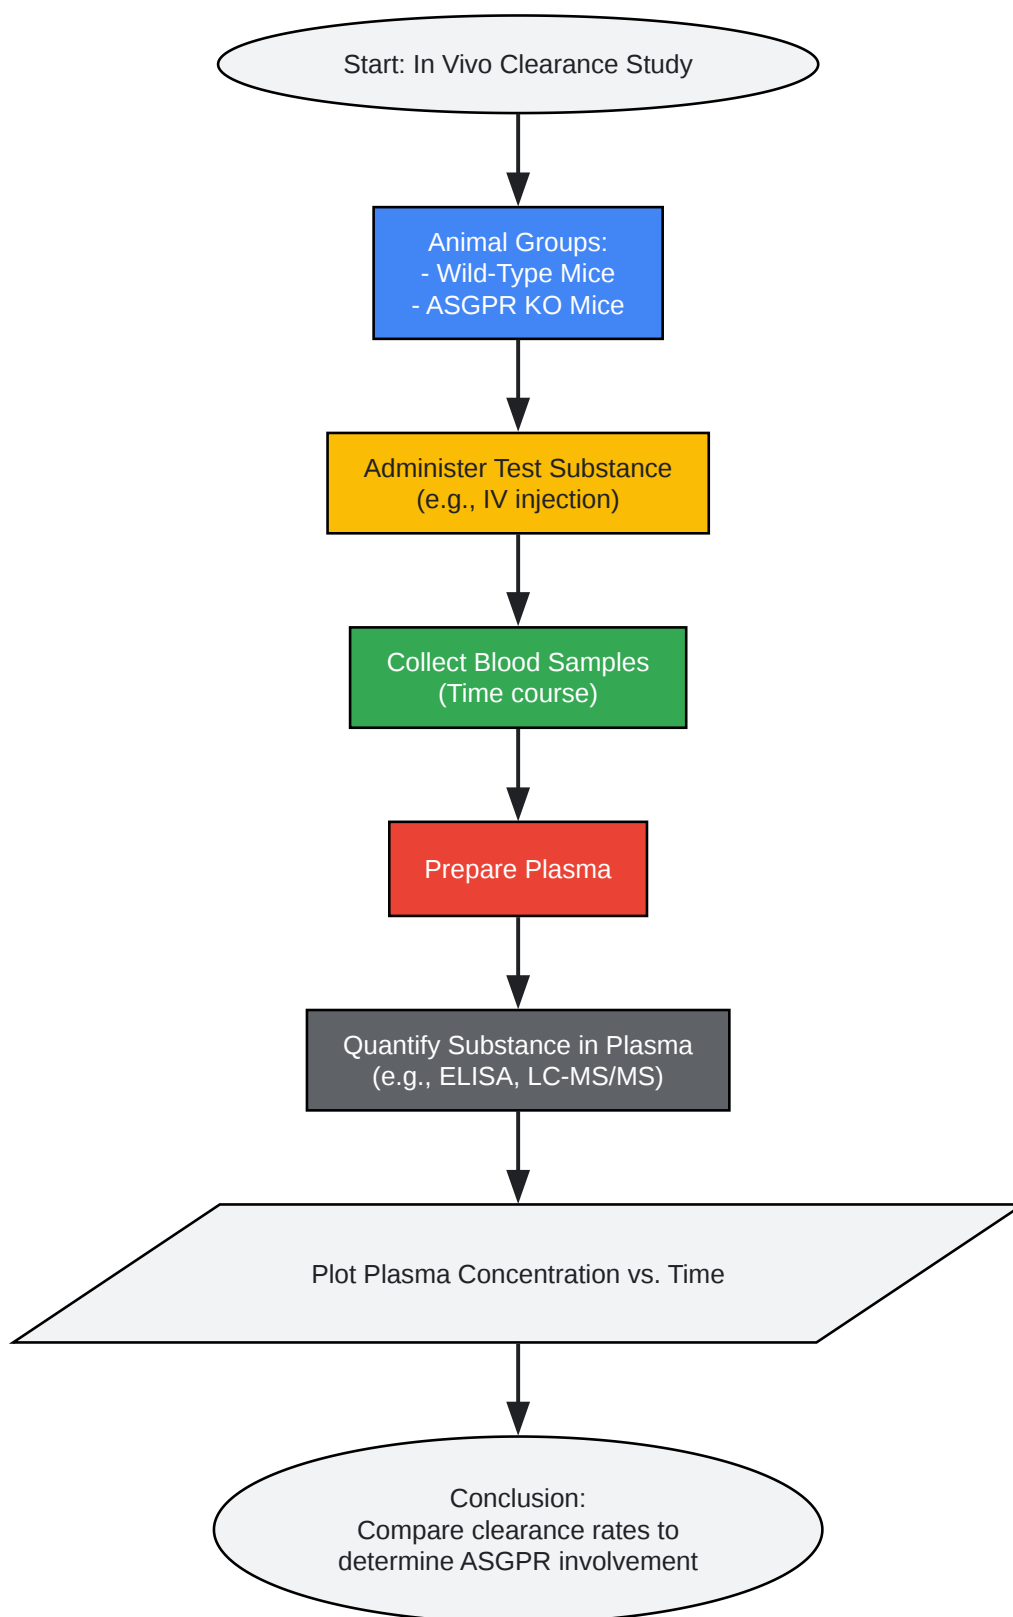 Start: In Vivo Clearance Study
Animal Groups:
- Wild-Type Mice
- ASGPR KO Mice
Administer Test Substance
(e.g., IV injection)
Collect Blood Samples
(Time course)
Prepare Plasma
Quantify Substance in Plasma
(e.g., ELISA, LC-MS/MS)
Plot Plasma Concentration vs. Time
Conclusion:
Compare clearance rates to
determine ASGPR involvement